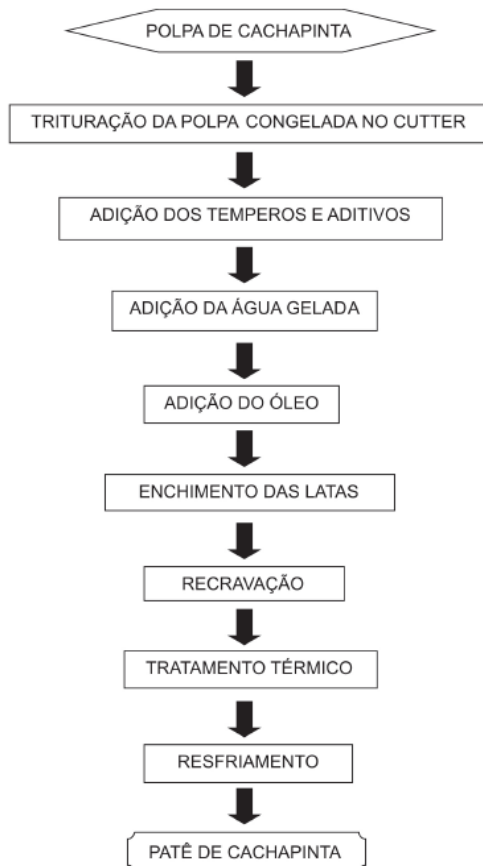 POLPA DE CACHAPINTA
TRITURAÇÃO DA POLPA CONGELADA NO CUTTER
ADIÇÃO DOS TEMPEROS E ADITIVOS
ADIÇÃO DA ÁGUA GELADA
ADIÇÃO DO ÓLEO
ENCHIMENTO DAS LATAS
RECRAVAÇÃO
TRATAMENTO TÉRMICO
RESFRIAMENTO
PATÊ DE CACHAPINTA